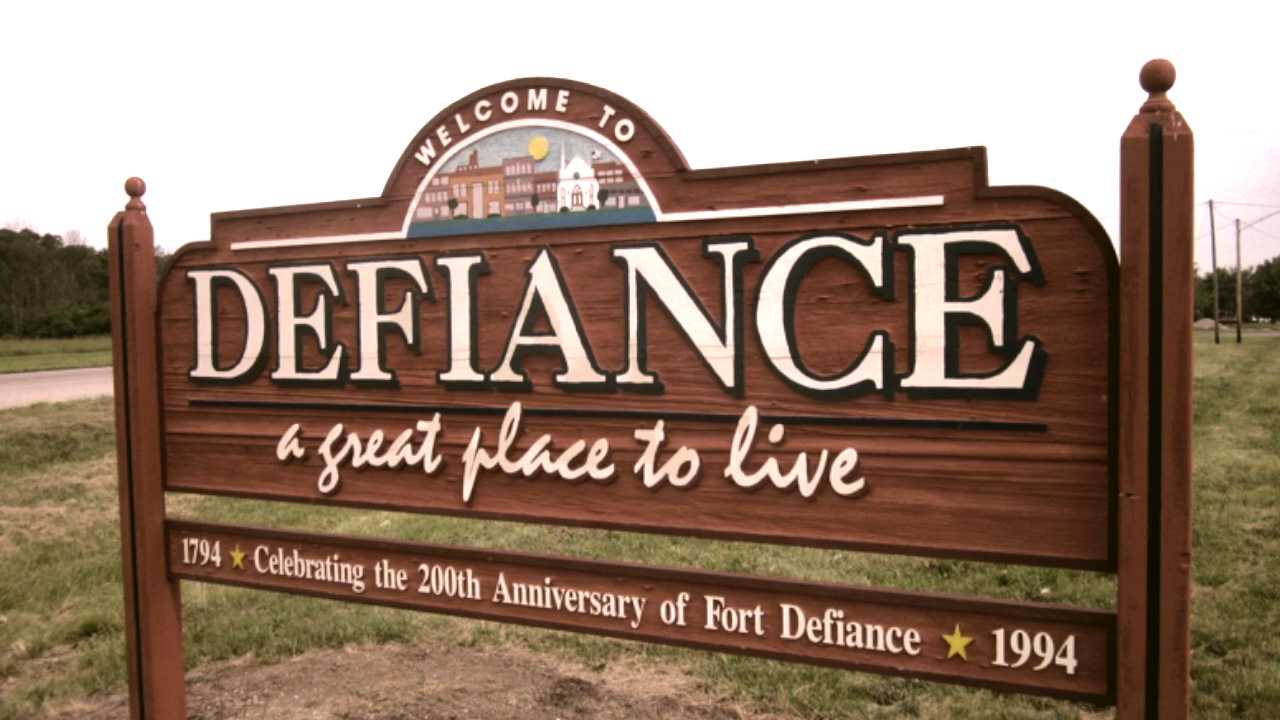 WELCOME TO
DEFIANCE
a great place to live
1794 ★ Celebrating the 200th Anniversary of Fort Defiance ★ 1994